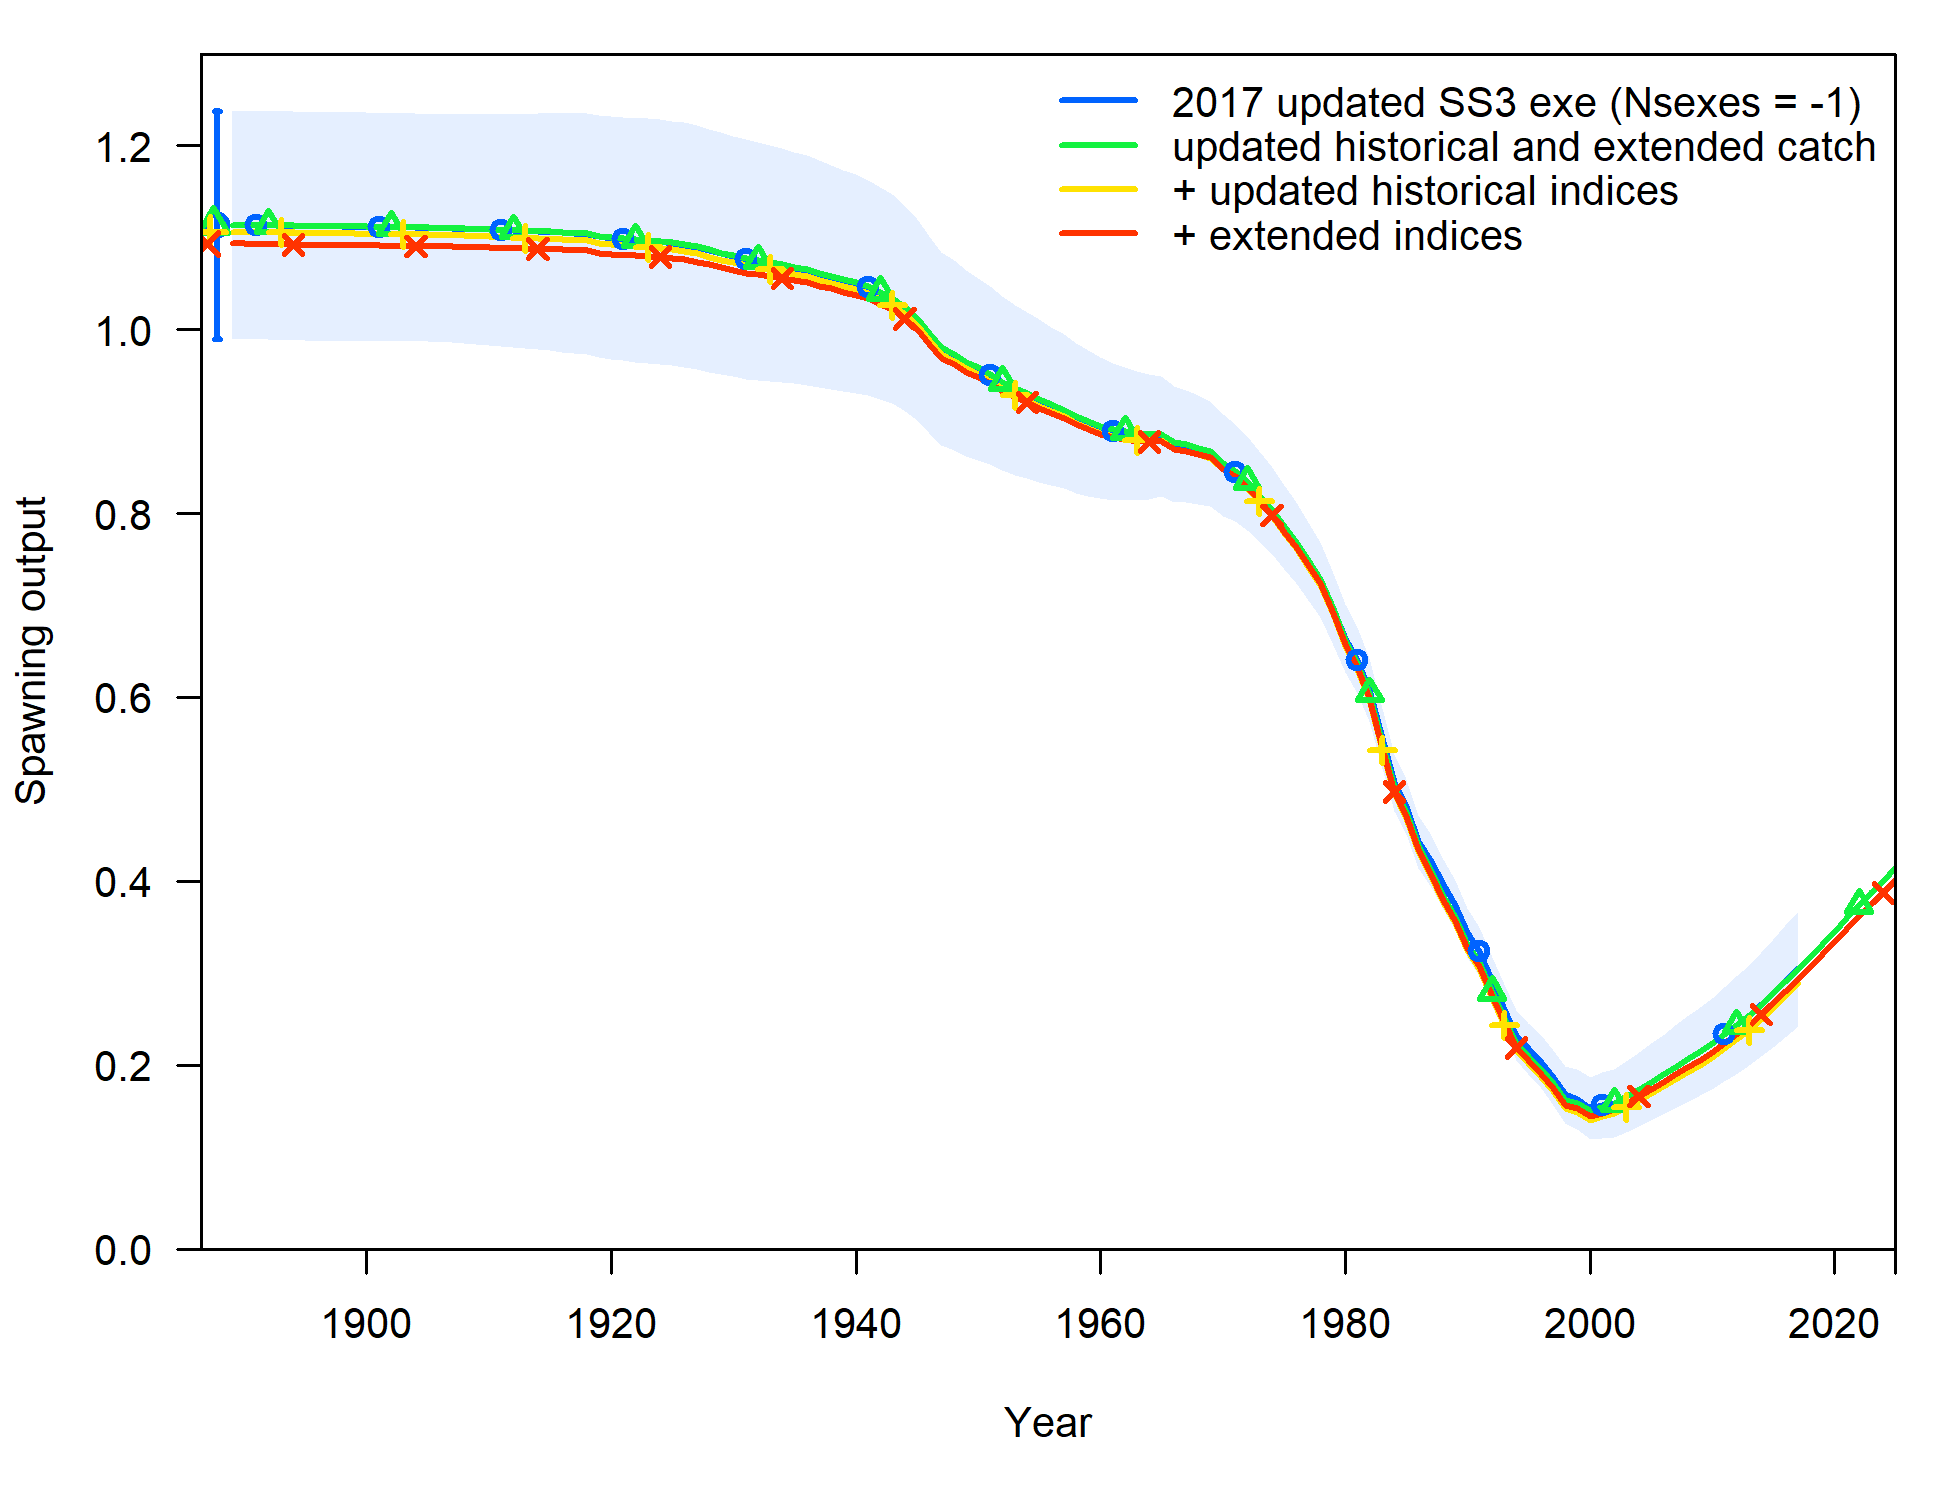 2017 updated SS3 exe (Nsexes = -1)
updated historical and extended catch
+ updated historical indices
+ extended indices
Spawning output
1.2
1.0
0.8
0.6
0.4
0.2
0.0
1900 1920 1940 1960 1980 2000 2020
Year